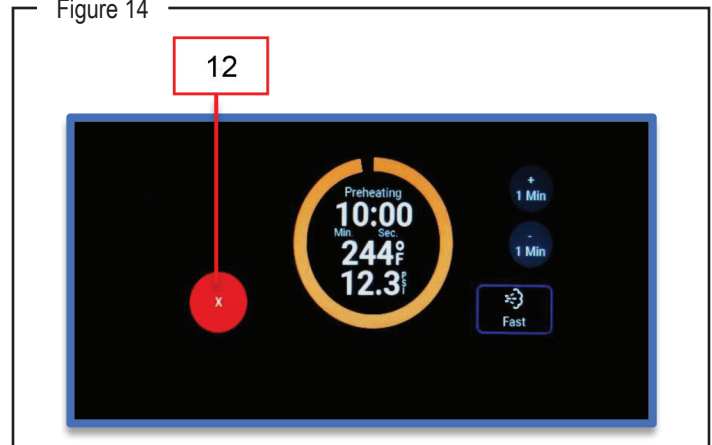 Figure 14
12
Preheating
10:00
Min. Sec.
244°F
12.3 PSI
+
1 Min
-
1 Min
X
Fast